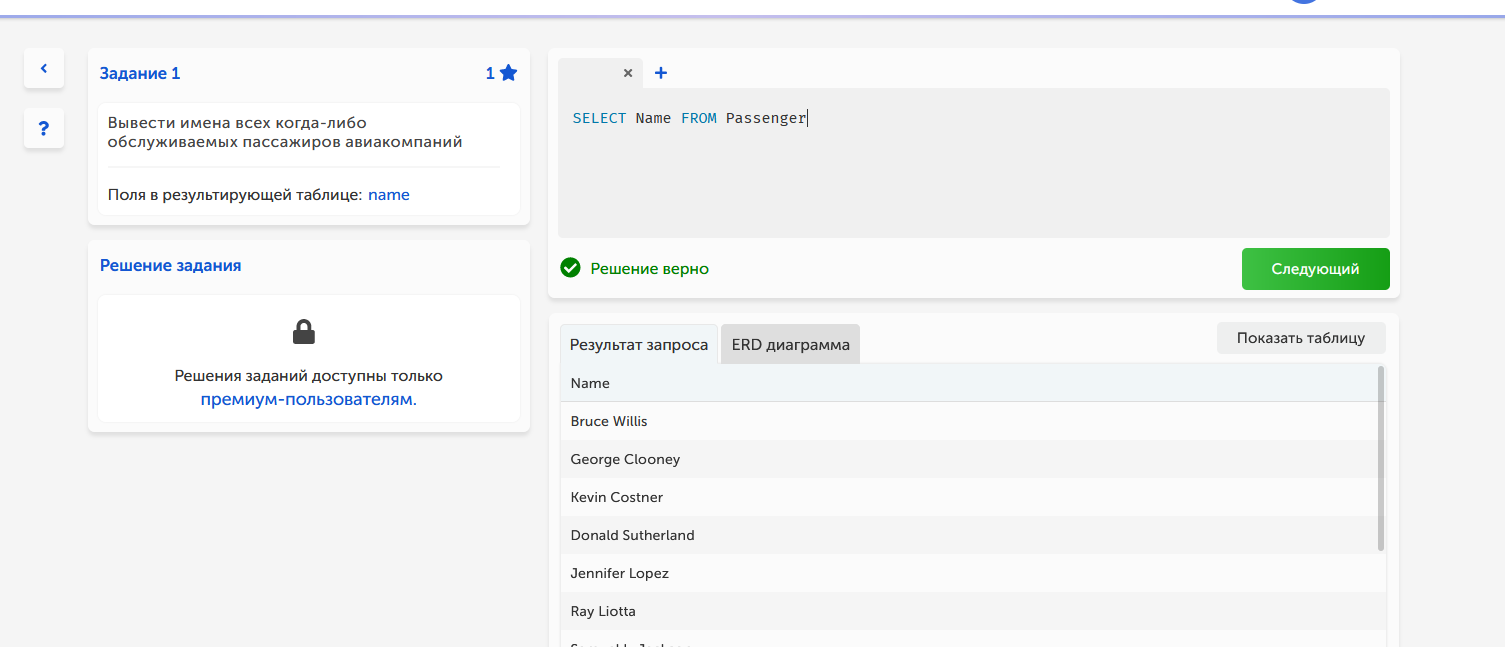 Задание 1
1
Вывести имена всех когда-либо
обслуживаемых пассажиров авиакомпаний
Поля в результирующей таблице: name
Решение задания
Решения заданий доступны только
премиум-пользователям.
SELECT Name FROM Passenger
Решение верно
Следующий
Результат запроса
ERD диаграмма
Показать таблицу
Name
Bruce Willis
George Clooney
Kevin Costner
Donald Sutherland
Jennifer Lopez
Ray Liotta